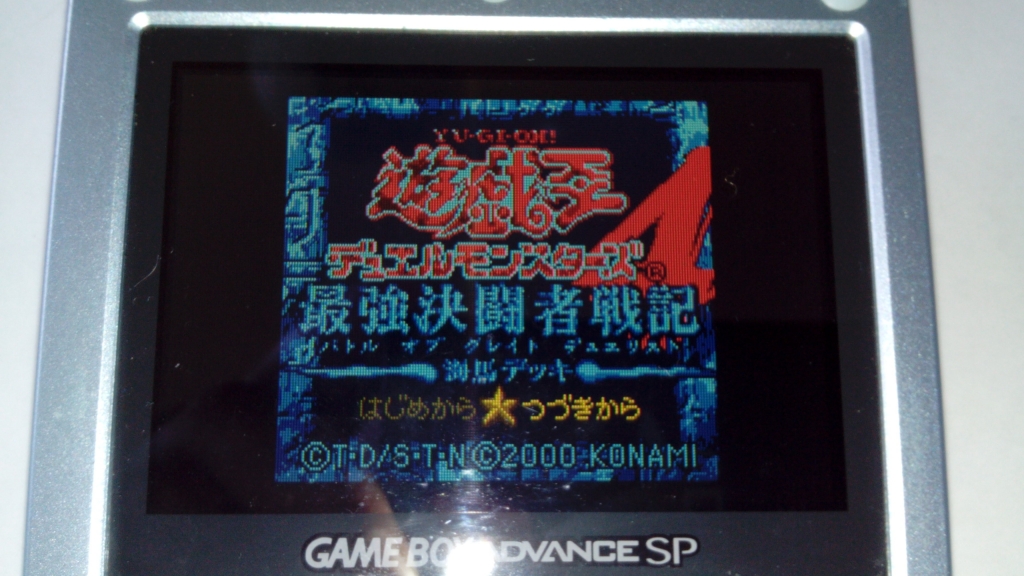 YU-GI-OH!
遊戯王
デュエルモンスターズ® 4
最強決闘者戦記
バトル オブ グレイト デュエリスト
海馬デッキ
はじめから★つづきから
©T・D/S・T・N©2000 KONAMI
GAME BOY ADVANCE SP